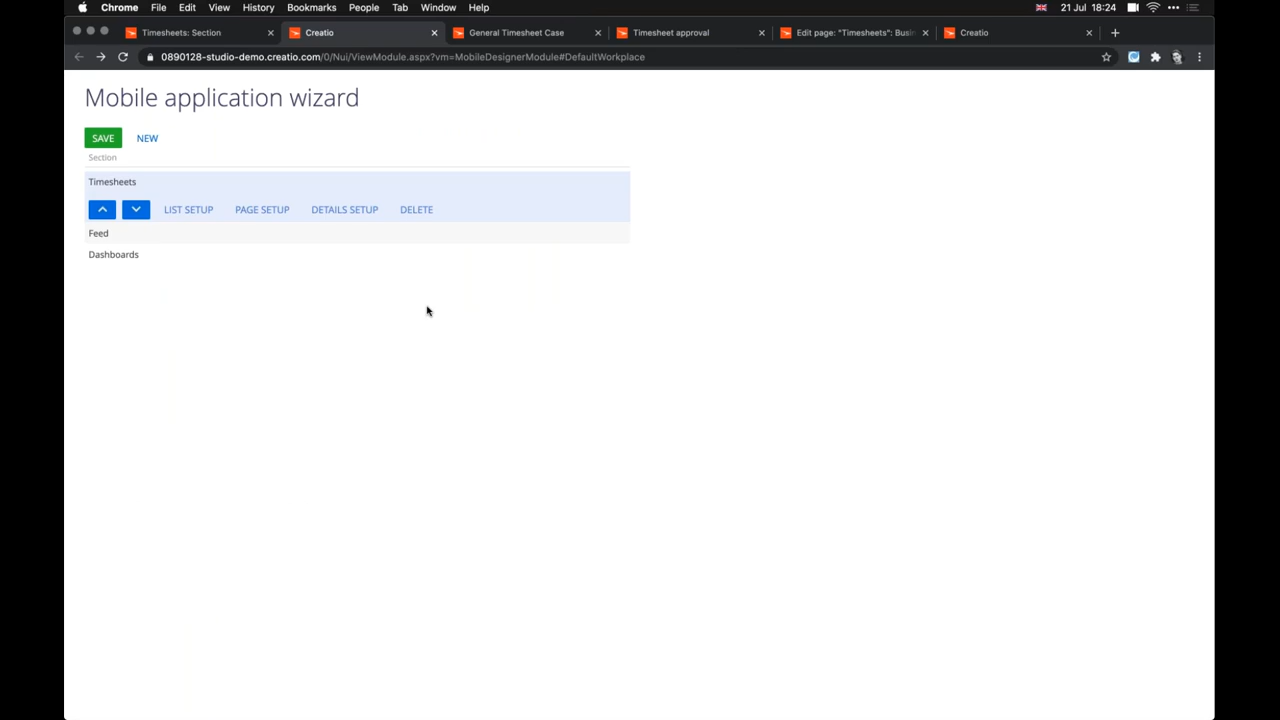 Chrome File Edit View History Bookmarks People Tab Window Help 21 Jul 18:24
Timesheets: Section Creatio General Timesheet Case Timesheet approval Edit page: "Timesheets": Busin Creatio
0890128-studio-demo.creatio.com/0/Nui/ViewModule.aspx?vm=MobileDesignerModule#DefaultWorkplace
Mobile application wizard
SAVE NEW
Section
Timesheets
LIST SETUP PAGE SETUP DETAILS SETUP DELETE
Feed
Dashboards